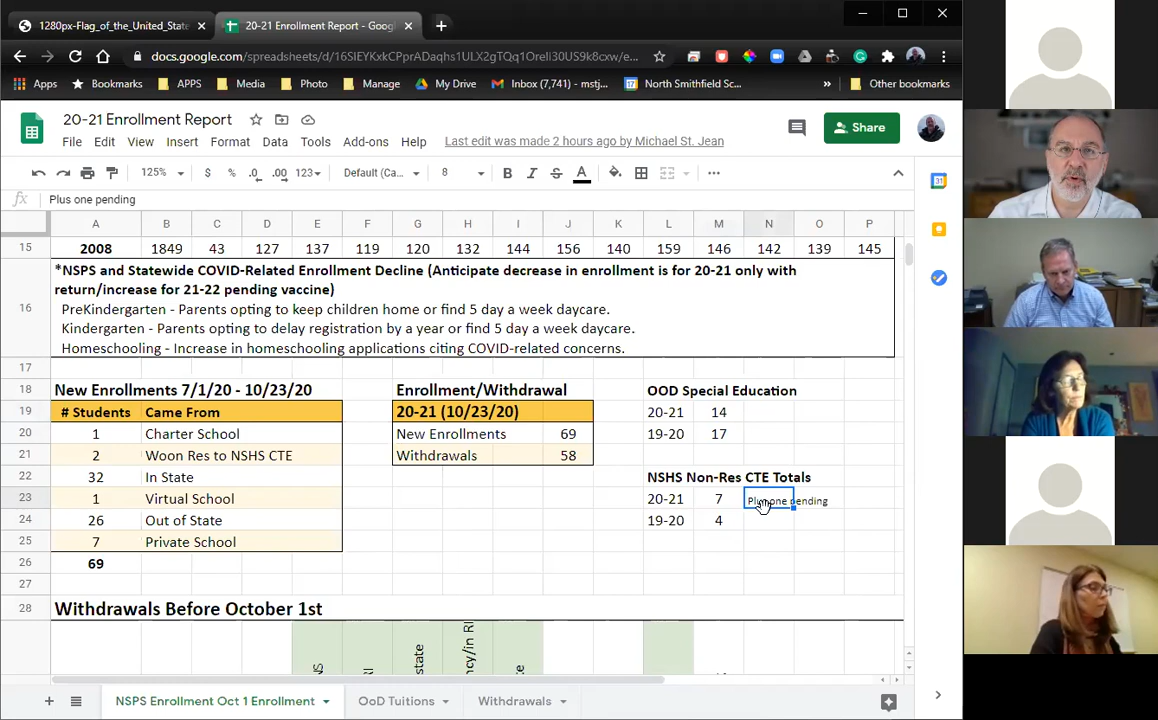 1280px-Flag_of_the_United_State
20-21 Enrollment Report - Goog
docs.google.com/spreadsheets/d/16SIEYKxkCPprADaqhs1ULX2gTQq1Oreli30US9k8cxw/e...
Apps Bookmarks APPS Media Photo Manage My Drive Inbox (7,741) - mstj... North Smithfield Sc... » Other bookmarks
20-21 Enrollment Report
File Edit View Insert Format Data Tools Add-ons Help Last edit was made 2 hours ago by Michael St. Jean
Share
125% $ % .0 .00 123 Default (Ca... 8 B I S A
fx Plus one pending
A B C D E F G H I J K L M N O P
15 2008 1849 43 127 137 119 120 132 144 156 140 159 146 142 139 145
*NSPS and Statewide COVID-Related Enrollment Decline (Anticipate decrease in enrollment is for 20-21 only with
return/increase for 21-22 pending vaccine)
16 PreKindergarten - Parents opting to keep children home or find 5 day a week daycare.
Kindergarten - Parents opting to delay registration by a year or find 5 day a week daycare.
Homeschooling - Increase in homeschooling applications citing COVID-related concerns.
17
18 New Enrollments 7/1/20 - 10/23/20 Enrollment/Withdrawal OOD Special Education
19 # Students Came From 20-21 (10/23/20) 20-21 14
20 1 Charter School New Enrollments 69 19-20 17
21 2 Woon Res to NSHS CTE Withdrawals 58
22 32 In State NSHS Non-Res CTE Totals
23 1 Virtual School 20-21 7 Plus one pending
24 26 Out of State 19-20 4
25 7 Private School
26 69
27
28 Withdrawals Before October 1st
NSPS Enrollment Oct 1 Enrollment OoD Tuitions Withdrawals